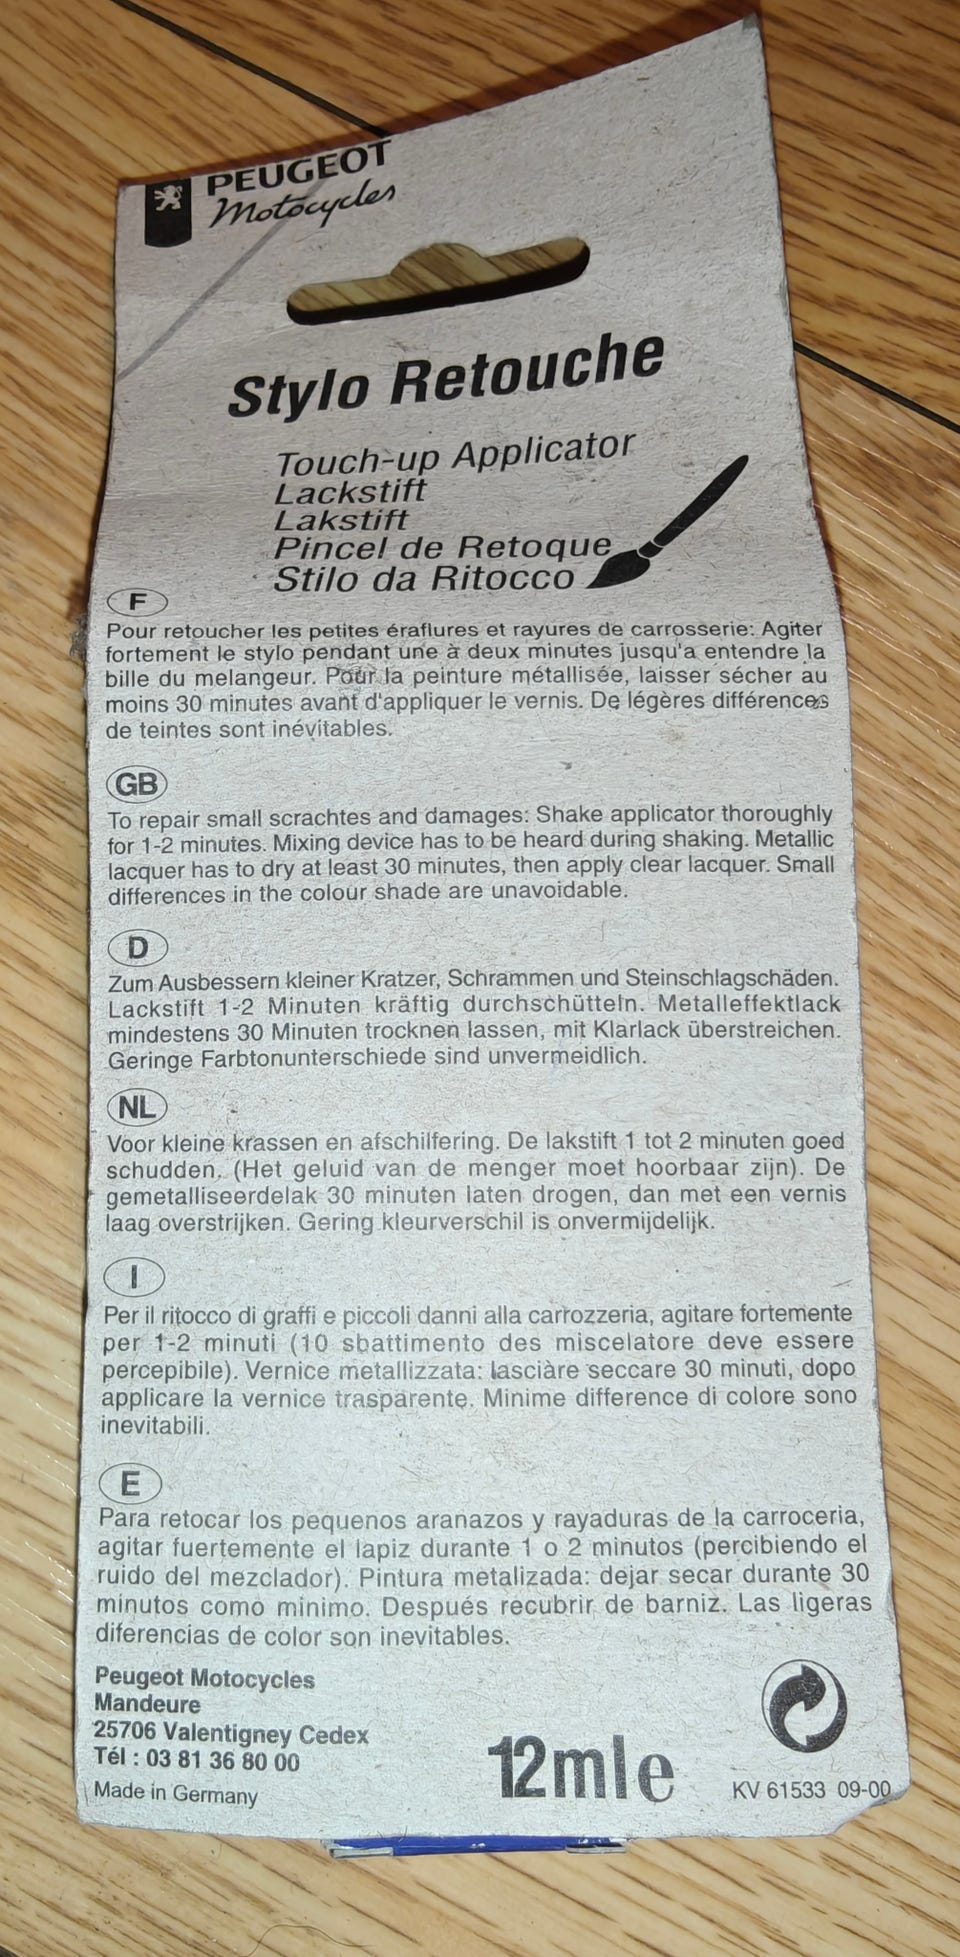 PEUGEOT
Motocycles
Stylo Retouche
Touch-up Applicator
Lackstift
Lakstift
Pincel de Retoque
Stilo da Ritocco
F
Pour retoucher les petites éraflures et rayures de carrosserie: Agiter
fortement le stylo pendant une à deux minutes jusqu'a entendre la
bille du melangeur. Pour la peinture métallisée, laisser sécher au
moins 30 minutes avant d'appliquer le vernis. De légères différences
de teintes sont inévitables.
GB
To repair small scrachtes and damages: Shake applicator thoroughly
for 1-2 minutes. Mixing device has to be heard during shaking. Metallic
lacquer has to dry at least 30 minutes, then apply clear lacquer. Small
differences in the colour shade are unavoidable.
D
Zum Ausbessern kleiner Kratzer, Schrammen und Steinschlagschäden.
Lackstift 1-2 Minuten kräftig durchschütteln. Metalleffektlack
mindestens 30 Minuten trocknen lassen, mit Klarlack überstreichen.
Geringe Farbtonunterschiede sind unvermeidlich.
NL
Voor kleine krassen en afschilfering. De lakstift 1 tot 2 minuten goed
schudden. (Het geluid van de menger moet hoorbaar zijn). De
gemetalliseerdelak 30 minuten laten drogen, dan met een vernis
laag overstrijken. Gering kleurverschil is onvermijdelijk.
I
Per il ritocco di graffi e piccoli danni alla carrozzeria, agitare fortemente
per 1-2 minuti (10 sbattimento des miscelatore deve essere
percepibile). Vernice metallizzata: lasciàre seccare 30 minuti, dopo
applicare la vernice trasparente. Minime difference di colore sono
inevitabili.
E
Para retocar los pequenos aranazos y rayaduras de la carroceria,
agitar fuertemente el lapiz durante 1 o 2 minutos (percibiendo el
ruido del mezclador). Pintura metalizada: dejar secar durante 30
minutos como minimo. Después recubrir de barniz. Las ligeras
diferencias de color son inevitables.
Peugeot Motocycles
Mandeure
25706 Valentigney Cedex
Tél : 03 81 36 80 00
Made in Germany
12ml e
KV 61533 09-00